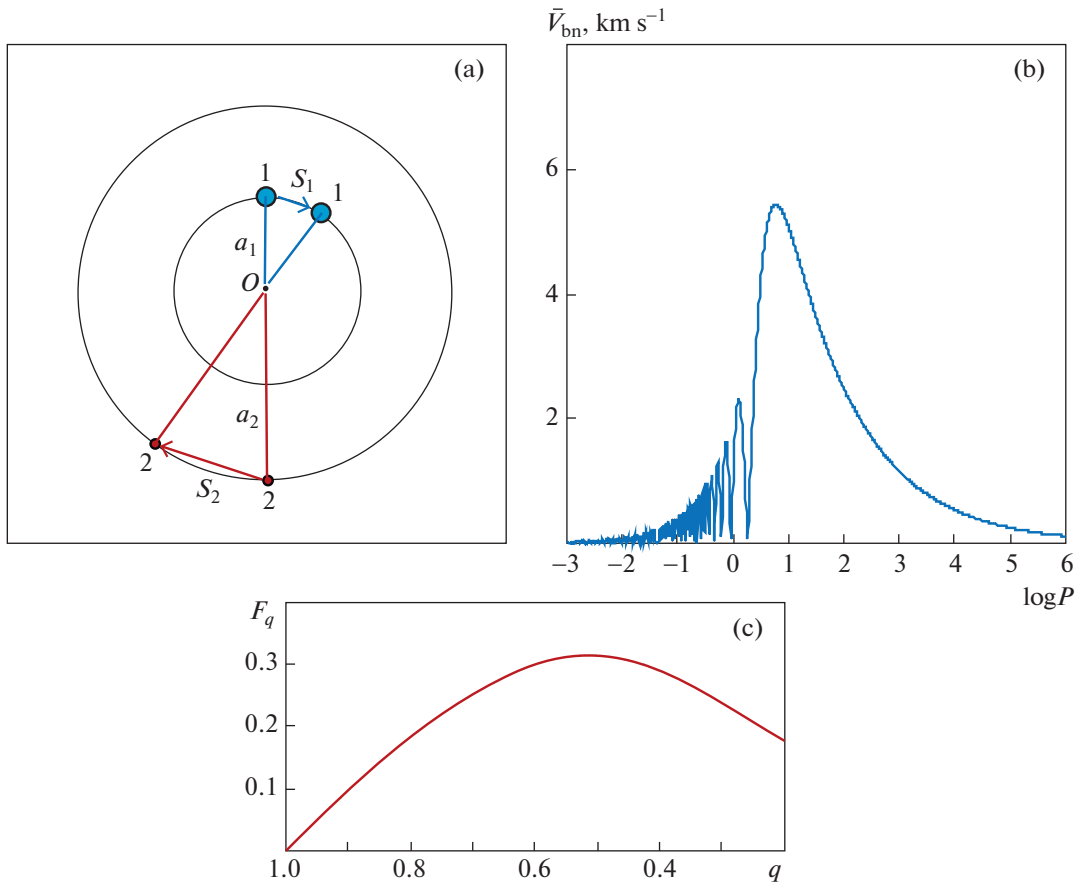 (a)
1
S₁
1
a₁
O
a₂
2
S₂
2
V̄bn, km s⁻¹
(b)
6
4
2
−3 −2 −1 0 1 2 3 4 5 6
logP
Fq
(c)
0.3
0.2
0.1
1.0 0.8 0.6 0.4 q